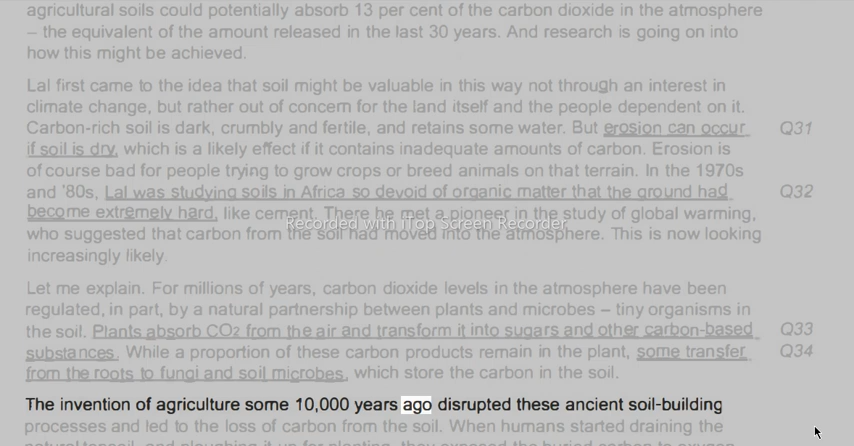 agricultural soils could potentially absorb 13 per cent of the carbon dioxide in the atmosphere
– the equivalent of the amount released in the last 30 years. And research is going on into
how this might be achieved.
Lal first came to the idea that soil might be valuable in this way not through an interest in
climate change, but rather out of concern for the land itself and the people dependent on it.
Carbon-rich soil is dark, crumbly and fertile, and retains some water. But erosion can occur Q31
if soil is dry, which is a likely effect if it contains inadequate amounts of carbon. Erosion is
of course bad for people trying to grow crops or breed animals on that terrain. In the 1970s
and '80s, Lal was studying soils in Africa so devoid of organic matter that the ground had Q32
become extremely hard, like cement. There he met a pioneer in the study of global warming,
Recorded with iTop Screen Recorder
who suggested that carbon from the soil had moved into the atmosphere. This is now looking
increasingly likely.
Let me explain. For millions of years, carbon dioxide levels in the atmosphere have been
regulated, in part, by a natural partnership between plants and microbes – tiny organisms in
the soil. Plants absorb CO2 from the air and transform it into sugars and other carbon-based Q33
substances. While a proportion of these carbon products remain in the plant, some transfer Q34
from the roots to fungi and soil microbes, which store the carbon in the soil.
The invention of agriculture some 10,000 years ago disrupted these ancient soil-building
processes and led to the loss of carbon from the soil. When humans started draining the
natural topsoil, and ploughing it up for planting, they exposed the buried carbon to oxygen